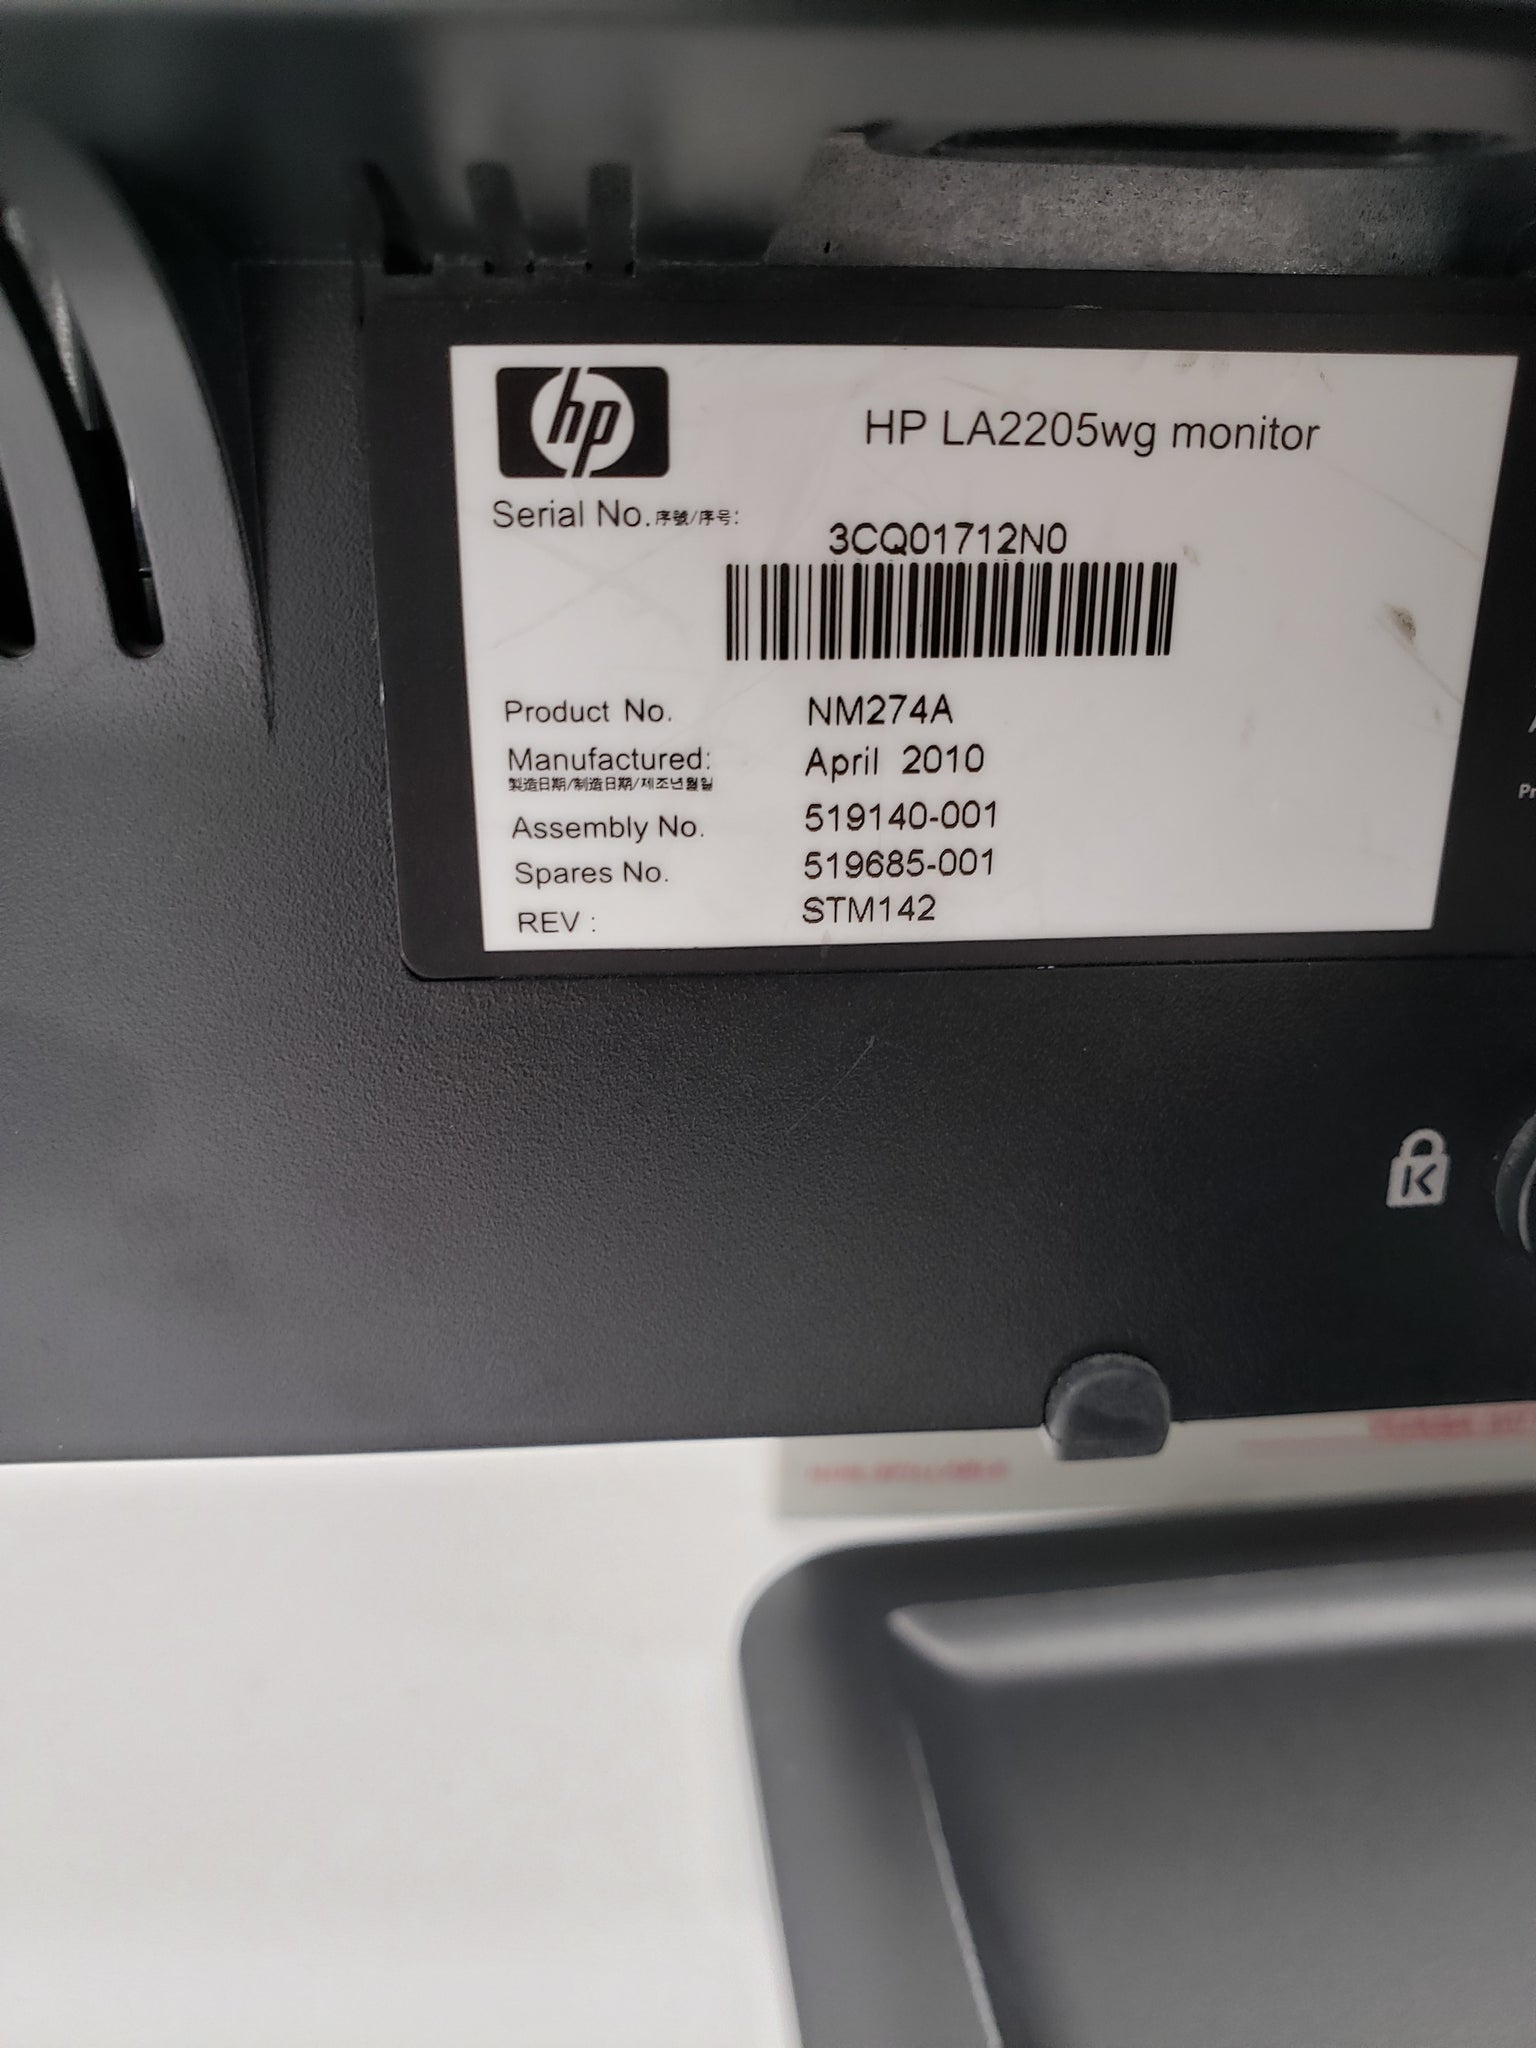 hp
HP LA2205wg monitor
Serial No.序號/序号:
3CQ01712N0
Product No. NM274A
Manufactured: April 2010
製造日期/制造日期/제조년월일
Assembly No. 519140-001
Spares No. 519685-001
REV : STM142
K